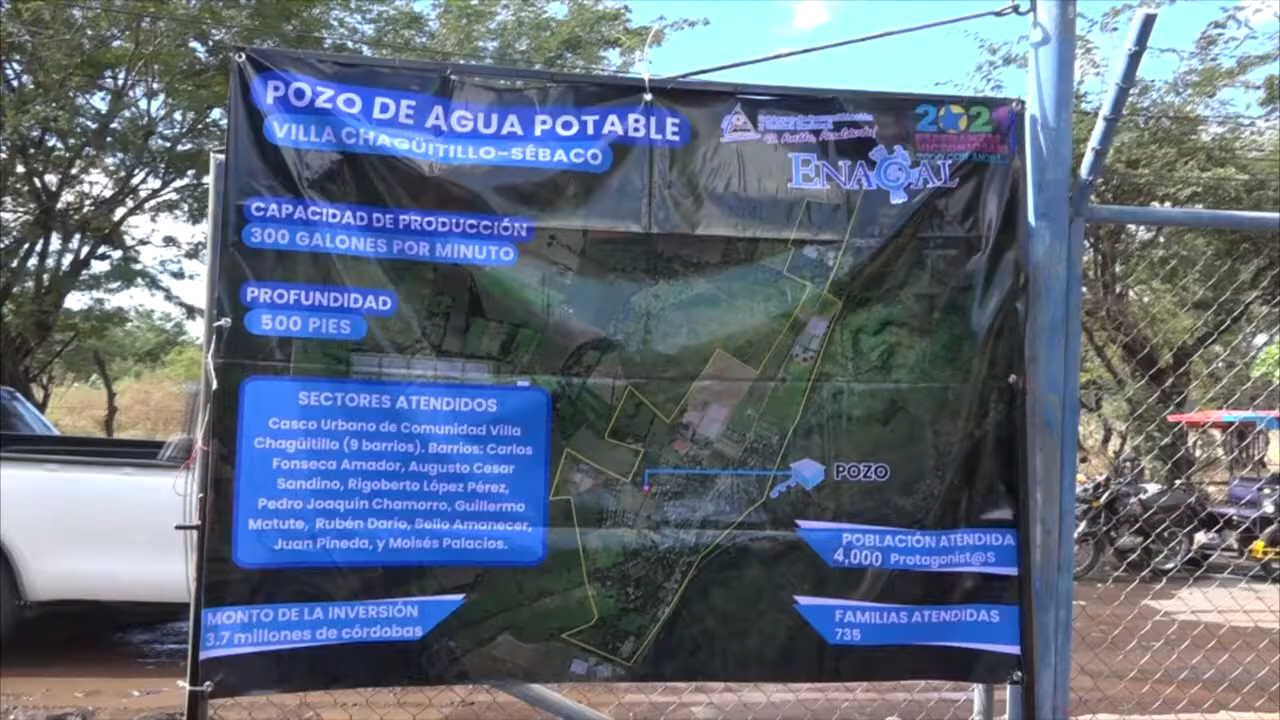 POZO DE AGUA POTABLE
VILLA CHAGÜITILLO-SÉBACO
ENACAL
CAPACIDAD DE PRODUCCIÓN
300 GALONES POR MINUTO
PROFUNDIDAD
500 PIES
SECTORES ATENDIDOS
Casco Urbano de Comunidad Villa
Chagüitillo (9 barrios). Barrios: Carlos
Fonseca Amador, Augusto Cesar
Sandino, Rigoberto López Pérez,
Pedro Joaquín Chamorro, Guillermo
Matute, Rubén Darío, Bello Amanecer,
Juan Pineda, y Moisés Palacios.
POZO
POBLACIÓN ATENDIDA
4,000 Protagonist@s
MONTO DE LA INVERSIÓN
3.7 millones de córdobas
FAMILIAS ATENDIDAS
735